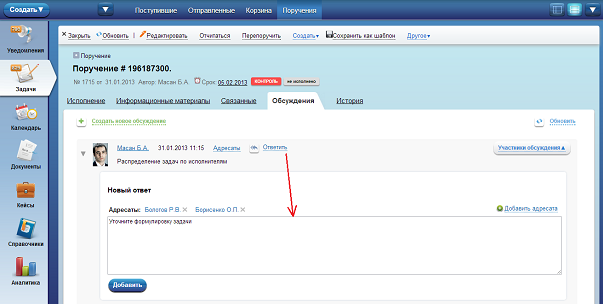 Создать
Поступившие Отправленные Корзина Поручения
Закрыть Обновить Редактировать Отчитаться Перепоручить Создать Сохранить как шаблон Другое
Уведомления
Задачи
Календарь
Документы
Кейсы
Справочники
Аналитика
Поручение
Поручение # 196187300.
№ 1715 от 31.01.2013 Автор: Масан Б.А. Срок: 05.02.2013 КОНТРОЛЬ не исполнено
Исполнение Информационные материалы Связанные Обсуждения История
Создать новое обсуждение Обновить
Масан Б.А. 31.01.2013 11:15 Адресаты Ответить Участники обсуждения
Распределение задач по исполнителям
Новый ответ
Адресаты: Болотов Р.В. Борисенко О.П. Добавить адресата
Уточните формулировку задачи
Добавить